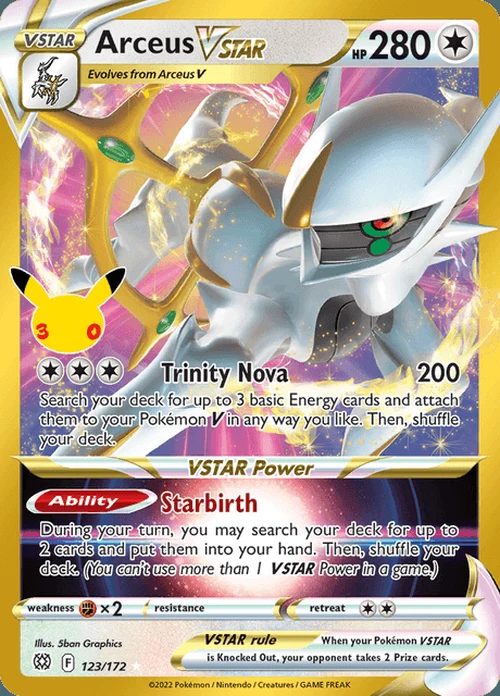 VSTAR
Arceus VSTAR
HP 280
Evolves from Arceus V
3 0
Trinity Nova 200
Search your deck for up to 3 basic Energy cards and attach
them to your Pokémon V in any way you like. Then, shuffle
your deck.
VSTAR Power
Ability Starbirth
During your turn, you may search your deck for up to
2 cards and put them into your hand. Then, shuffle your
deck. (You can't use more than 1 VSTAR Power in a game.)
weakness ×2 resistance retreat
Illus. 5ban Graphics
VSTAR rule
When your Pokémon VSTAR
is Knocked Out, your opponent takes 2 Prize cards.
F 123/172
©2022 Pokémon / Nintendo / Creatures / GAME FREAK